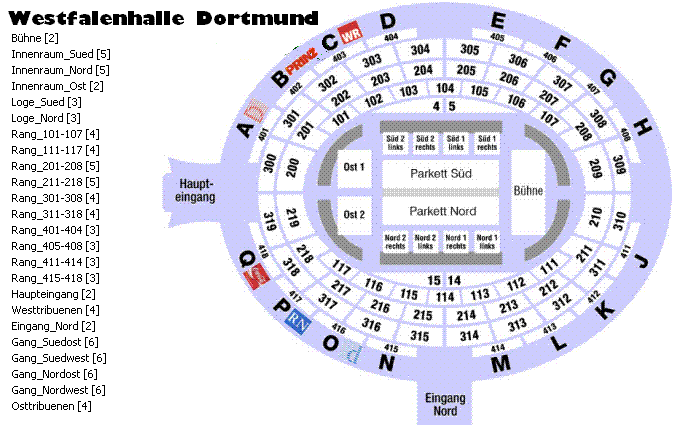 Westfalenhalle Dortmund
Bühne [2]
Innenraum_Sued [5]
Innenraum_Nord [5]
Innenraum_Ost [2]
Loge_Sued [3]
Loge_Nord [3]
Rang_101-107 [4]
Rang_111-117 [4]
Rang_201-208 [5]
Rang_211-218 [5]
Rang_301-308 [4]
Rang_311-318 [4]
Rang_401-404 [3]
Rang_405-408 [3]
Rang_411-414 [3]
Rang_415-418 [3]
Haupteingang [2]
Westtribuenen [4]
Eingang_Nord [2]
Gang_Suedost [6]
Gang_Suedwest [6]
Gang_Nordost [6]
Gang_Nordwest [6]
Osttribuenen [4]
A B C D E F G H
PRINZ WR
401 402 403 404 405 406 407 408
300 301 302 303 304 305 306 307 308 309
200 201 202 203 204 205 206 207 208 209
101 102 103 104 105 106 107
4 5
Süd 2 links
Süd 2 rechts
Süd 1 links
Süd 1 rechts
Ost 1
Parkett Süd
Haupt-
eingang
Bühne
Ost 2
Parkett Nord
Nord 2 rechts
Nord 2 links
Nord 1 rechts
Nord 1 links
15 14
117 116 115 114 113 112 111
219 218 217 216 215 214 213 212 211 210
319 318 317 316 315 314 313 312 311 310
418 417 416 415 414 413 412 411
Q P O N M L K J
RN
Eingang
Nord